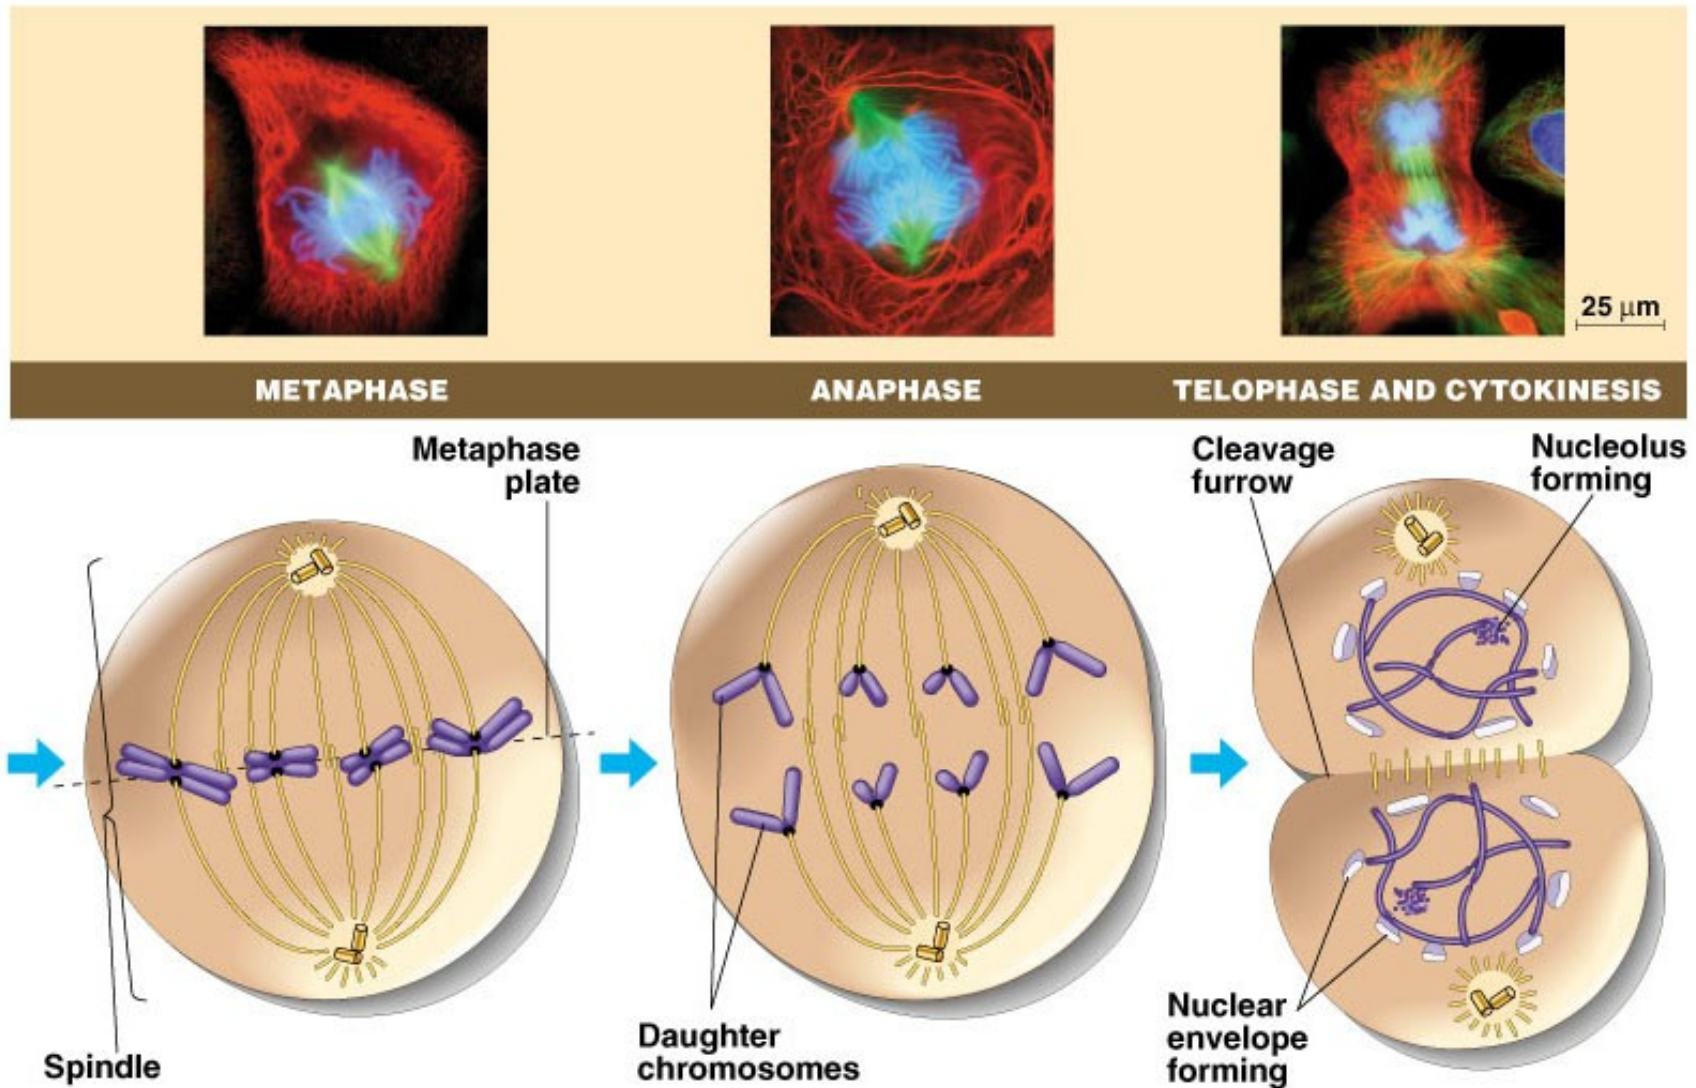 25 μm
METAPHASE
ANAPHASE
TELOPHASE AND CYTOKINESIS
Metaphase
plate
Cleavage
furrow
Nucleolus
forming
Spindle
Daughter
chromosomes
Nuclear
envelope
forming